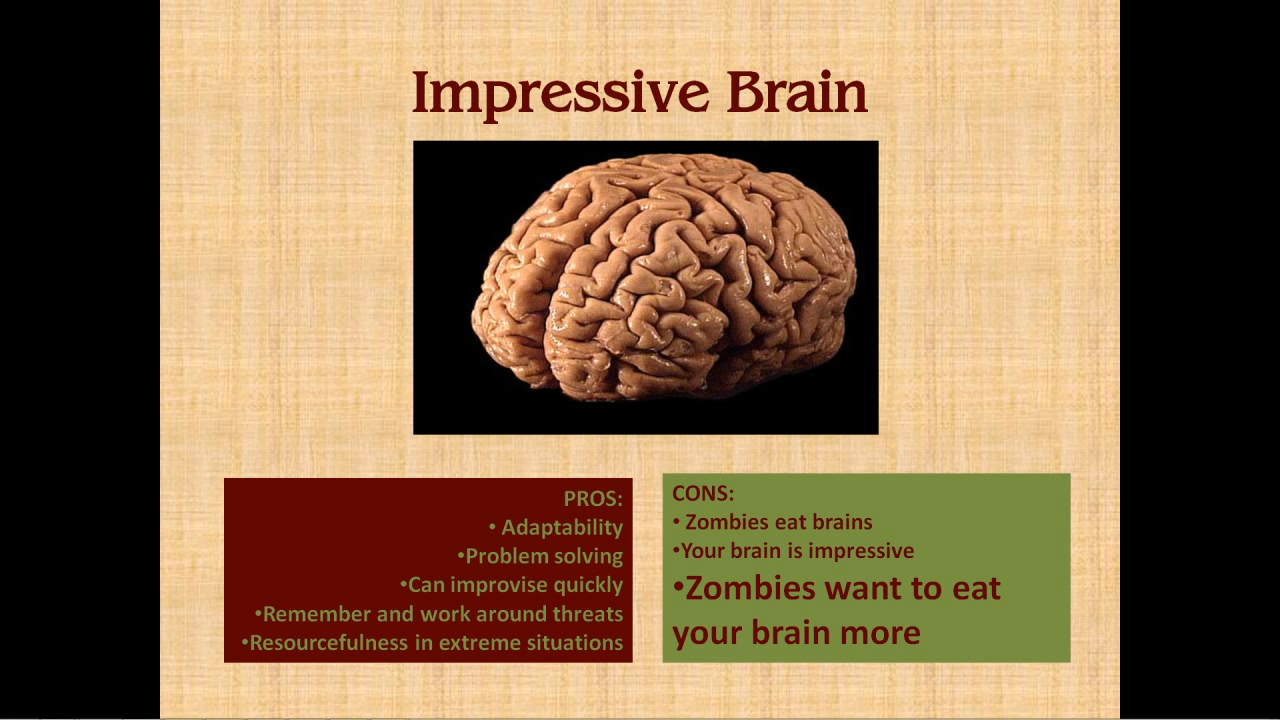 Impressive Brain
PROS:
• Adaptability
•Problem solving
•Can improvise quickly
•Remember and work around threats
•Resourcefulness in extreme situations
CONS:
• Zombies eat brains
•Your brain is impressive
•Zombies want to eat
your brain more